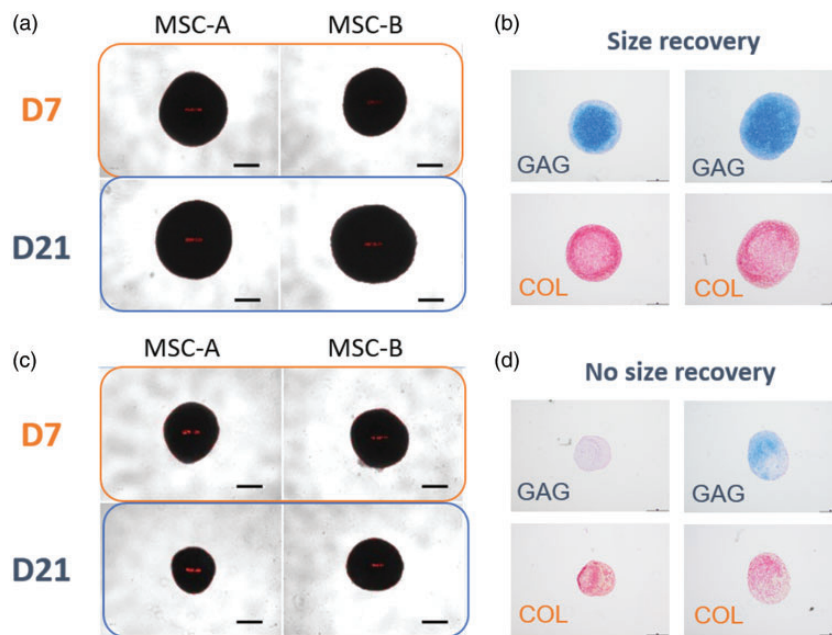 (a)
MSC-A MSC-B
D7
D21
(b)
Size recovery
GAG GAG
COL COL
(c)
MSC-A MSC-B
D7
D21
(d)
No size recovery
GAG GAG
COL COL